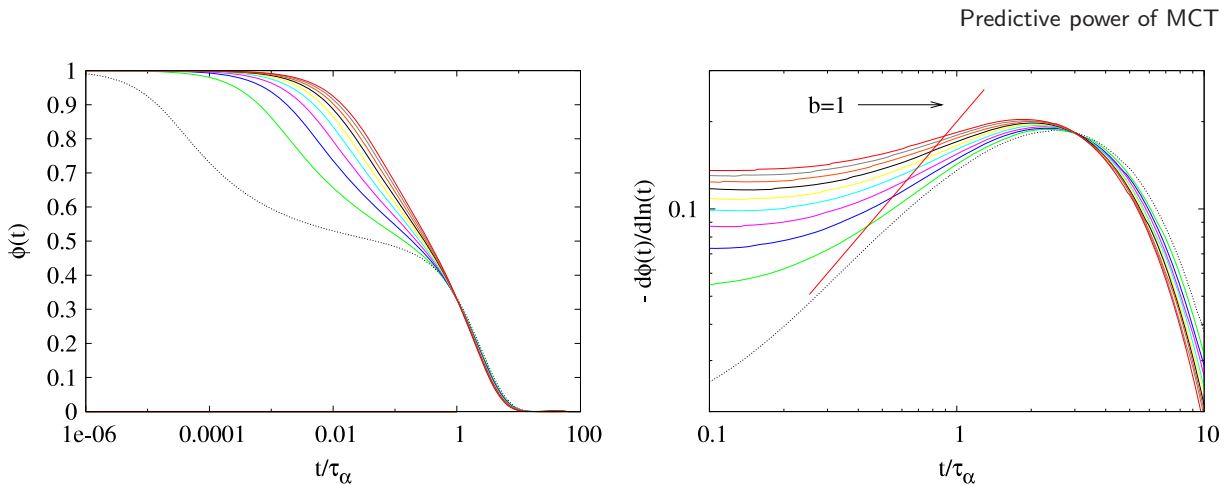 Predictive power of MCT
1
0.9
0.8
0.7
0.6
0.5
0.4
0.3
0.2
0.1
0
ϕ(t)
1e-06
0.0001
0.01
1
100
t/τα
b=1
0.1
- dϕ(t)/dln(t)
0.1
1
10
t/τα